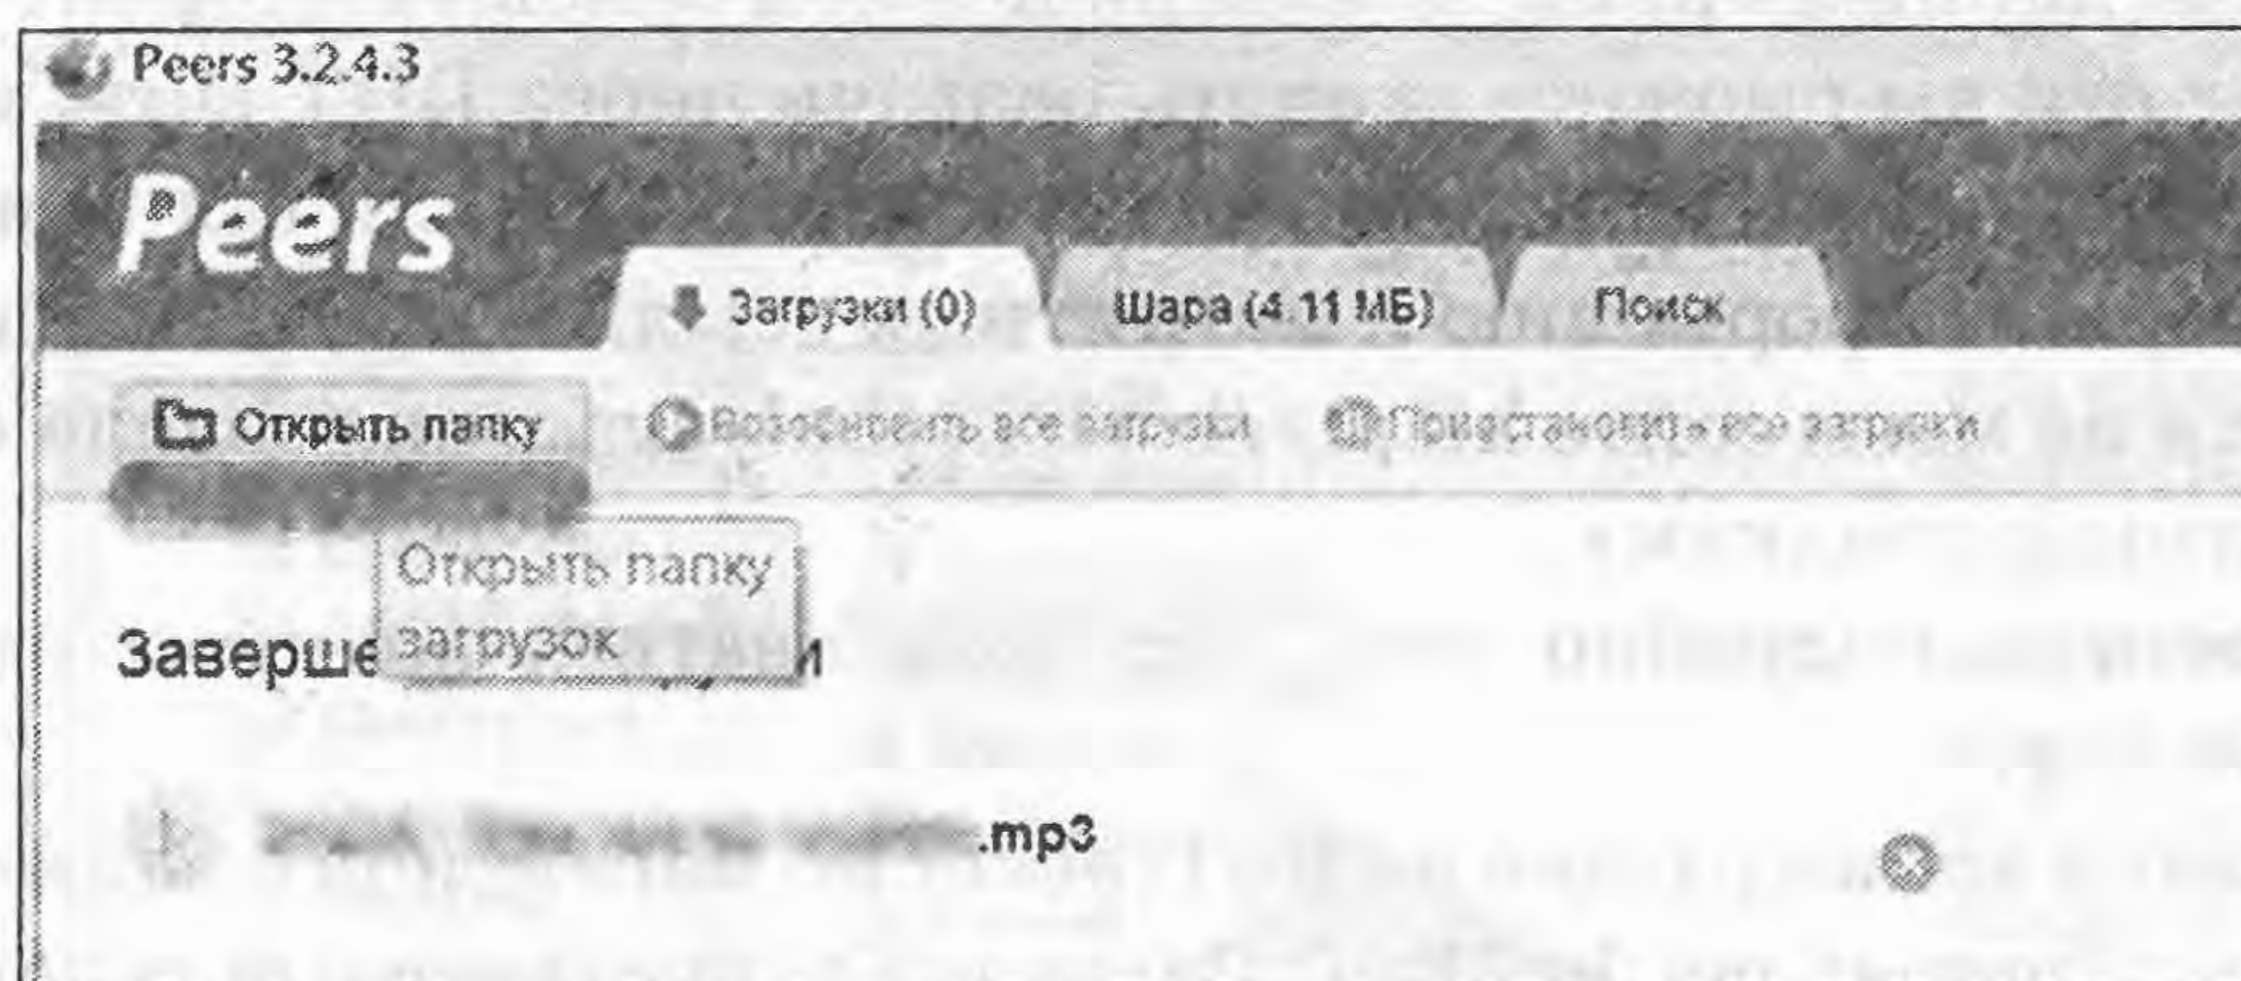 Peers 3.2.4.3
Peers
Загрузки (0) Шара (4.11 МБ) Поиск
Открыть папку Возобновить все загрузки Приостановить все загрузки
Открыть папку
загрузок
Заверше и
.mp3